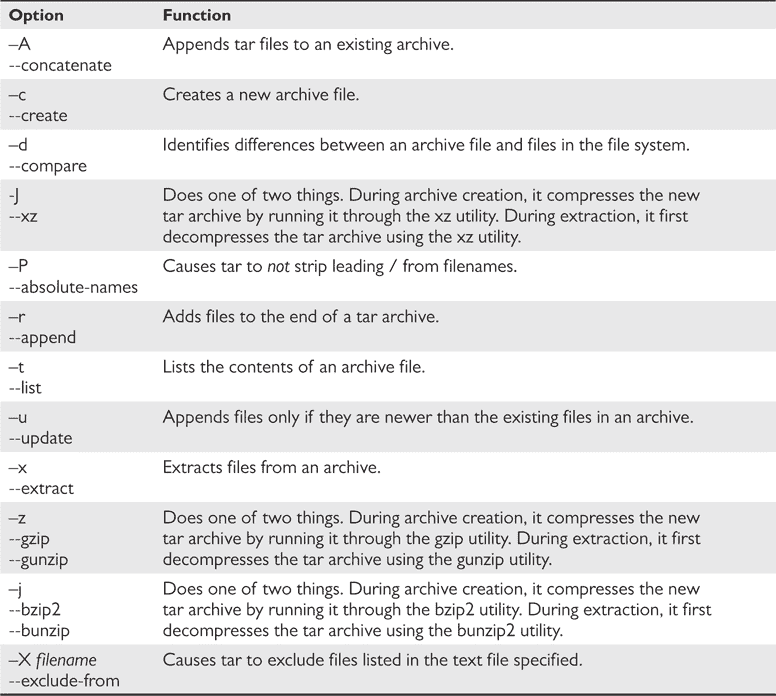 Option Function
–A Appends tar files to an existing archive.
--concatenate
–c Creates a new archive file.
--create
–d Identifies differences between an archive file and files in the file system.
--compare
-J Does one of two things. During archive creation, it compresses the new
--xz tar archive by running it through the xz utility. During extraction, it first
decompresses the tar archive using the xz utility.
–P Causes tar to not strip leading / from filenames.
--absolute-names
–r Adds files to the end of a tar archive.
--append
–t Lists the contents of an archive file.
--list
–u Appends files only if they are newer than the existing files in an archive.
--update
–x Extracts files from an archive.
--extract
–z Does one of two things. During archive creation, it compresses the new
--gzip tar archive by running it through the gzip utility. During extraction, it first
--gunzip decompresses the tar archive using the gunzip utility.
–j Does one of two things. During archive creation, it compresses the new
--bzip2 tar archive by running it through the bzip2 utility. During extraction, it first
--bunzip decompresses the tar archive using the bunzip2 utility.
–X filename Causes tar to exclude files listed in the text file specified.
--exclude-from